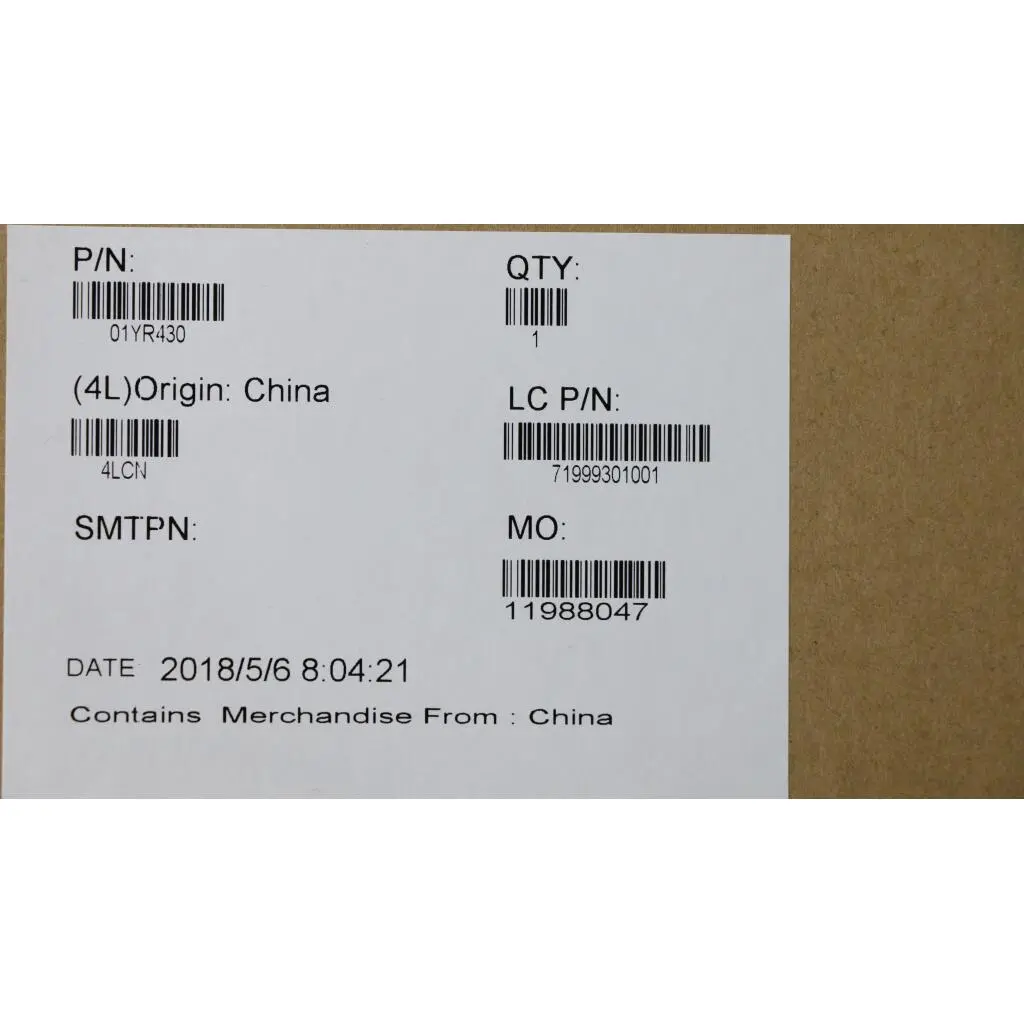 P/N:
01YR430
QTY:
1
(4L)Origin: China
4LCN
LC P/N:
71999301001
SMTPN:
MO:
11988047
DATE 2018/5/6 8:04:21
Contains Merchandise From : China